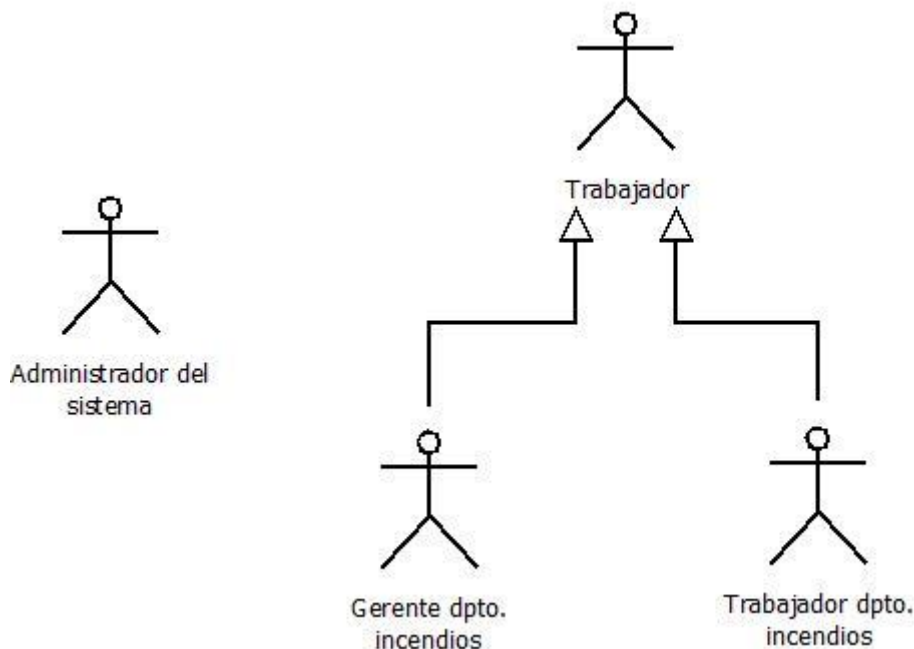 Trabajador
Administrador del
sistema
Gerente dpto.
incendios
Trabajador dpto.
incendios